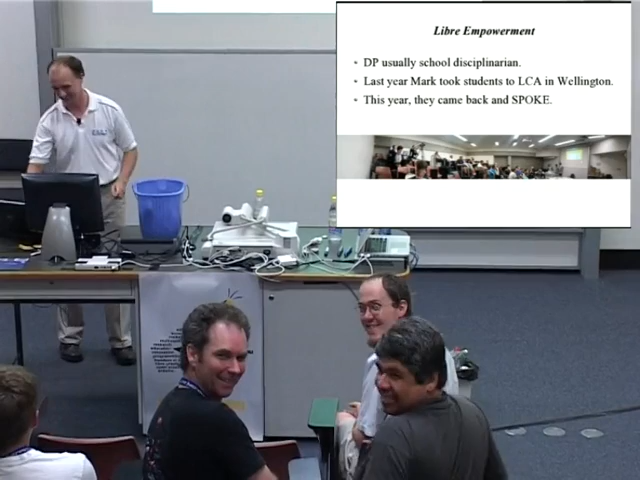 Libre Empowerment
DP usually school disciplinarian.
Last year Mark took students to LCA in Wellington.
This year, they came back and SPOKE.